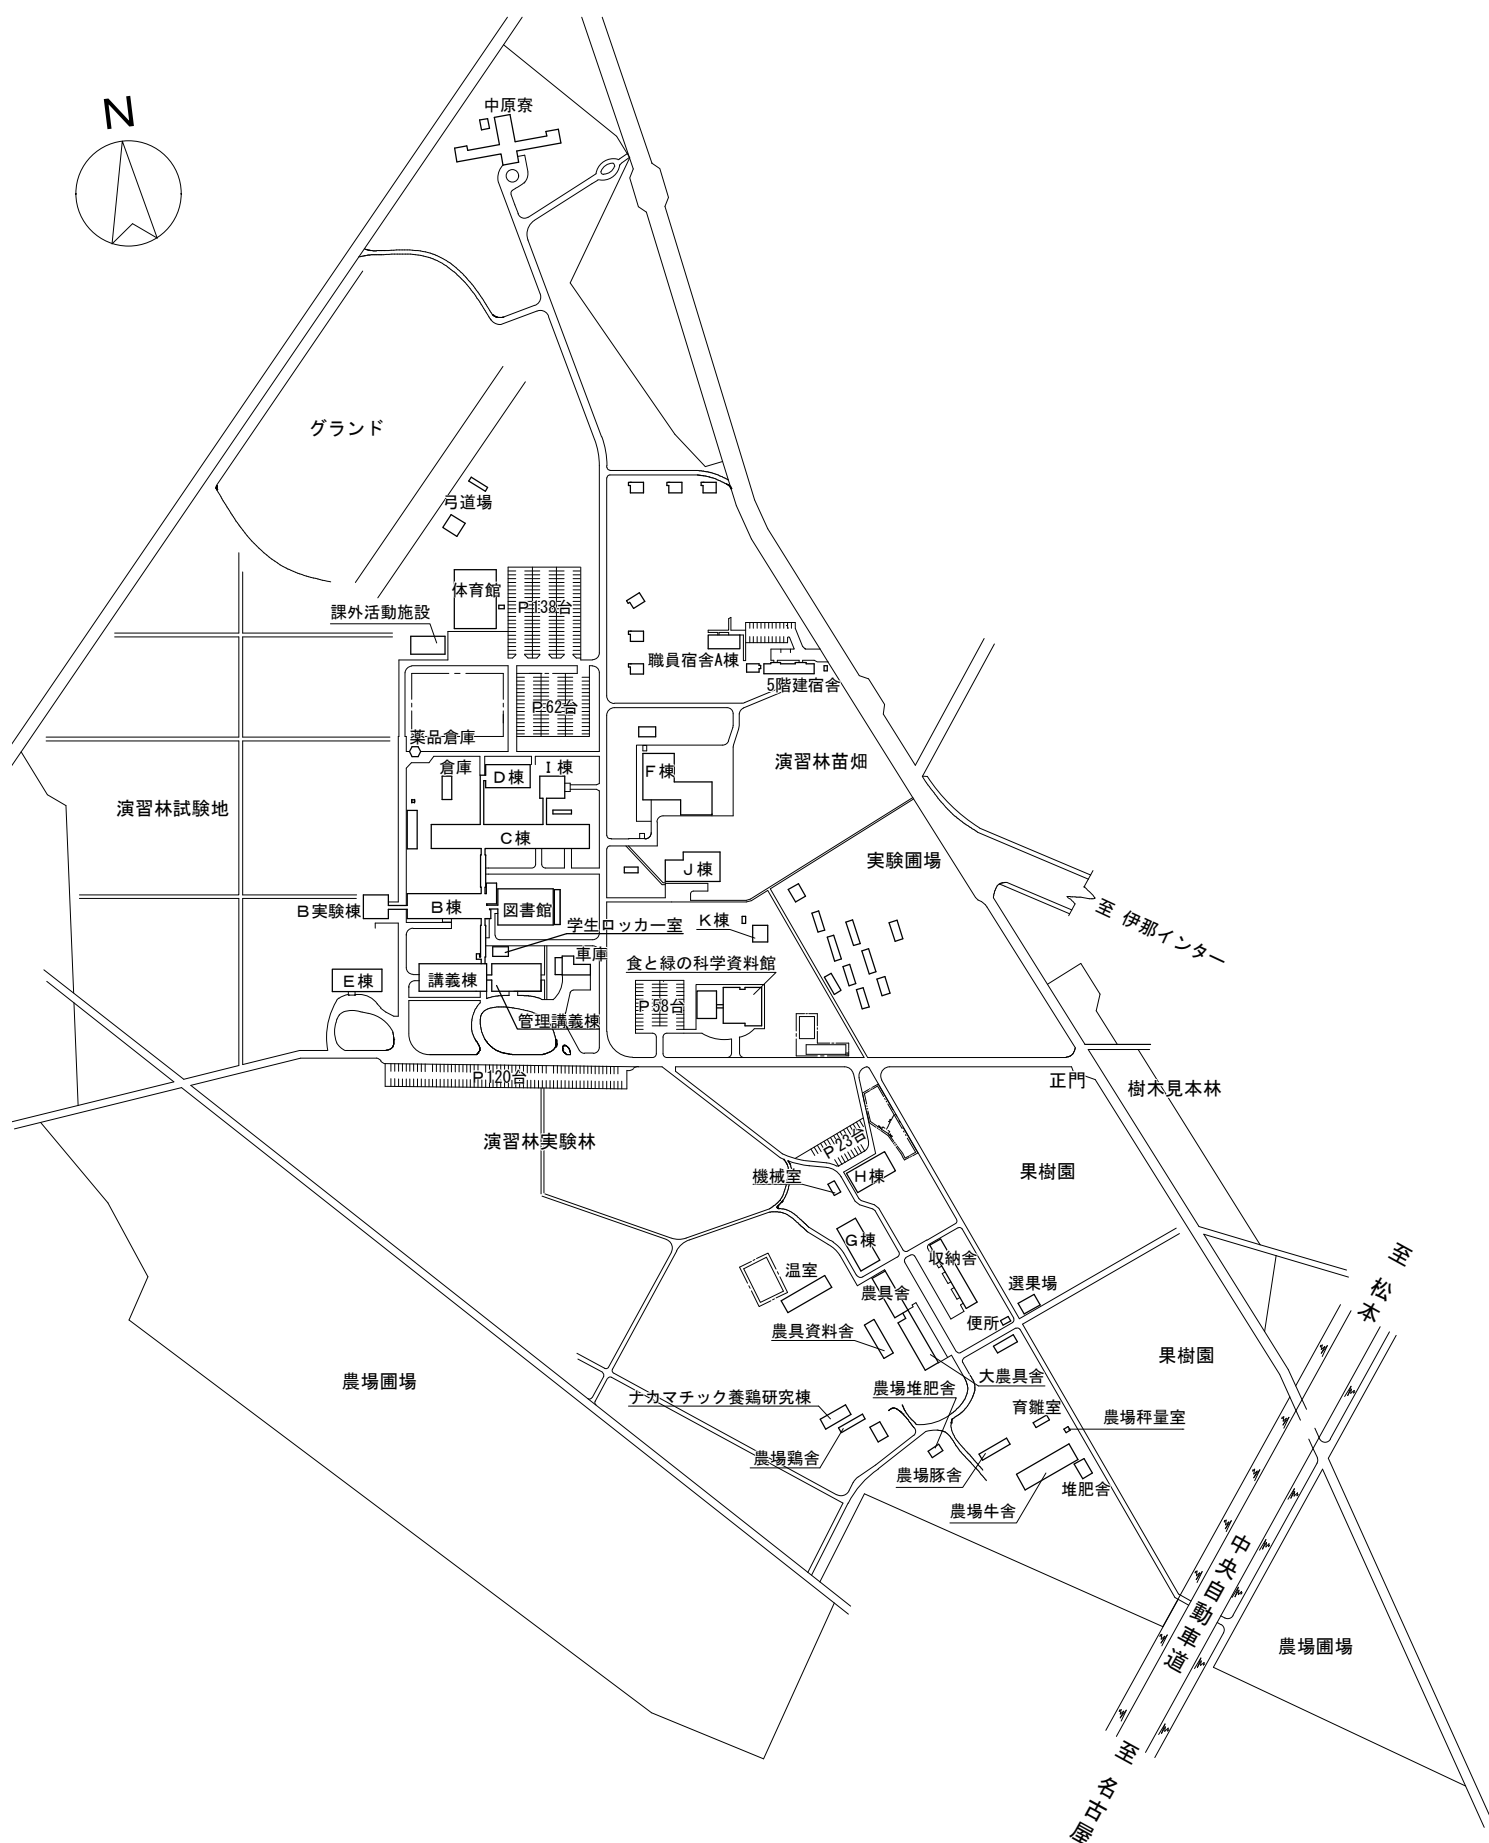 N
中原寮
グランド
弓道場
体育館
P 138台
課外活動施設
職員宿舎A棟
5階建宿舎
P 62台
薬品倉庫
倉庫
D棟
I棟
F棟
演習林苗畑
演習林試験地
C棟
J棟
実験圃場
B実験棟
B棟
図書館
学生ロッカー室
K棟
至 伊那インター
車庫
食と緑の科学資料館
E棟
講義棟
P 58台
管理講義棟
P 120台
正門
樹木見本林
演習林実験林
P 23台
機械室
H棟
果樹園
G棟
収納舎
至 松本
温室
農具舎
選果場
便所
農具資料舎
果樹園
大農具舎
農場圃場
農場堆肥舎
ナカマチック養鶏研究棟
育雛室
農場秤量室
農場鶏舎
農場豚舎
堆肥舎
農場牛舎
中央自動車道
農場圃場
至 名古屋